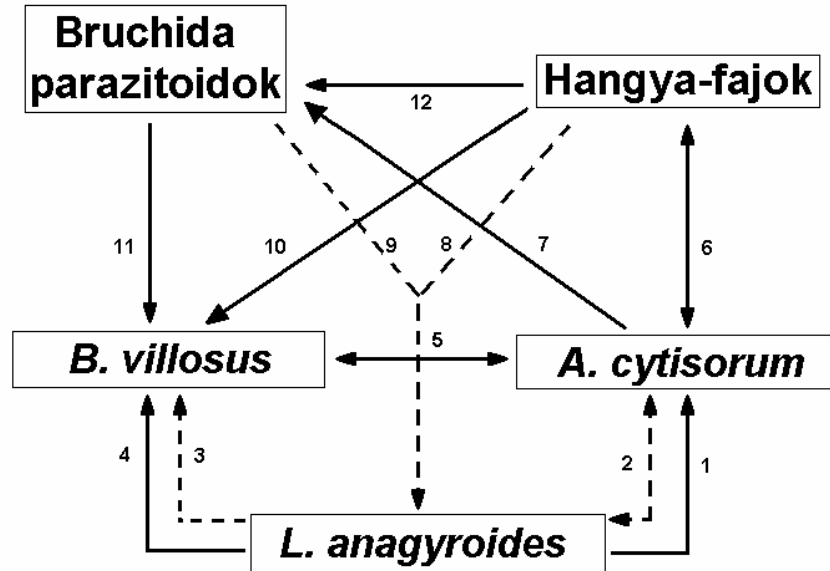 Bruchida
parazitoidok
Hangya-fajok
12
11
10
9
8
7
6
B. villosus
5
A. cytisorum
4
3
2
1
L. anagyroides